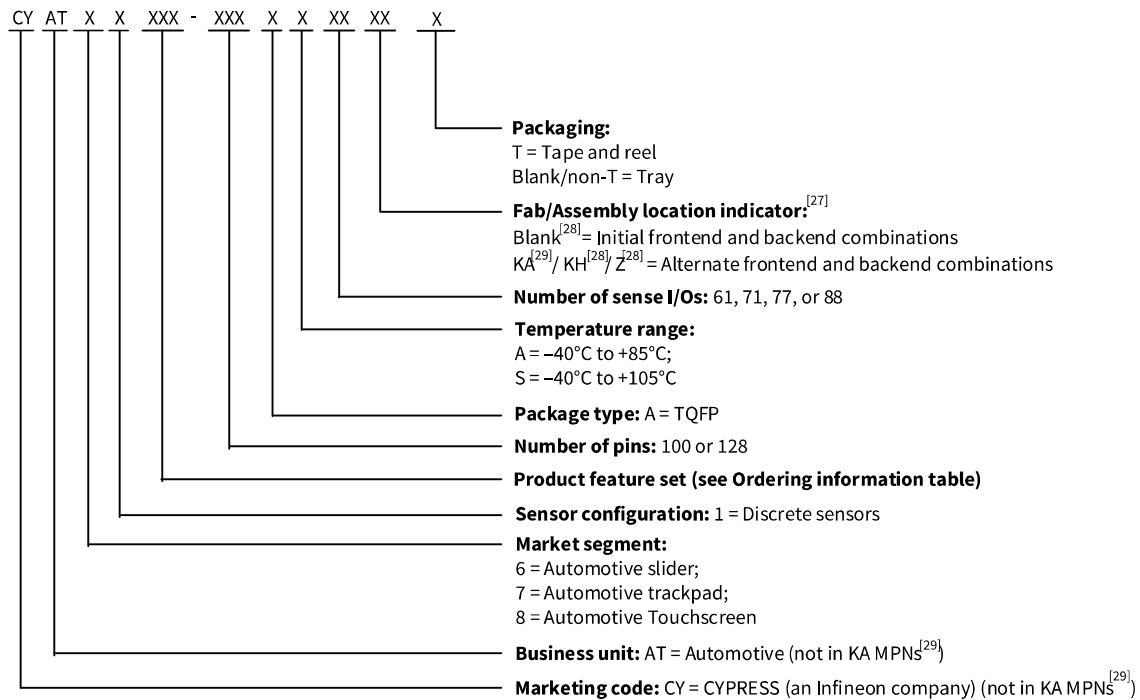 CY AT X X XXX - XXX X X XX XX X
Packaging:
T = Tape and reel
Blank/non-T = Tray
Fab/Assembly location indicator:[27]
Blank[28]= Initial frontend and backend combinations
KA[29]/ KH[28]/ Z[28] = Alternate frontend and backend combinations
Number of sense I/Os: 61, 71, 77, or 88
Temperature range:
A = –40°C to +85°C;
S = –40°C to +105°C
Package type: A = TQFP
Number of pins: 100 or 128
Product feature set (see Ordering information table)
Sensor configuration: 1 = Discrete sensors
Market segment:
6 = Automotive slider;
7 = Automotive trackpad;
8 = Automotive Touchscreen
Business unit: AT = Automotive (not in KA MPNs[29])
Marketing code: CY = CYPRESS (an Infineon company) (not in KA MPNs[29])